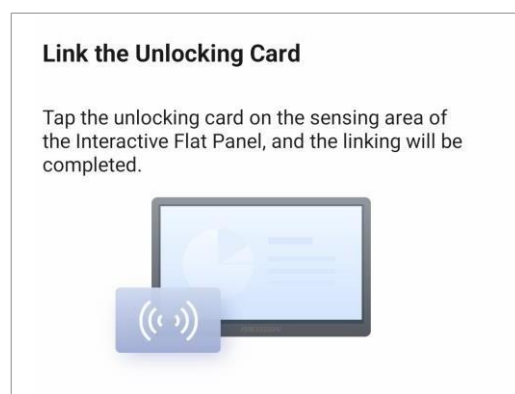 Link the Unlocking Card
Tap the unlocking card on the sensing area of
the Interactive Flat Panel, and the linking will be
completed.